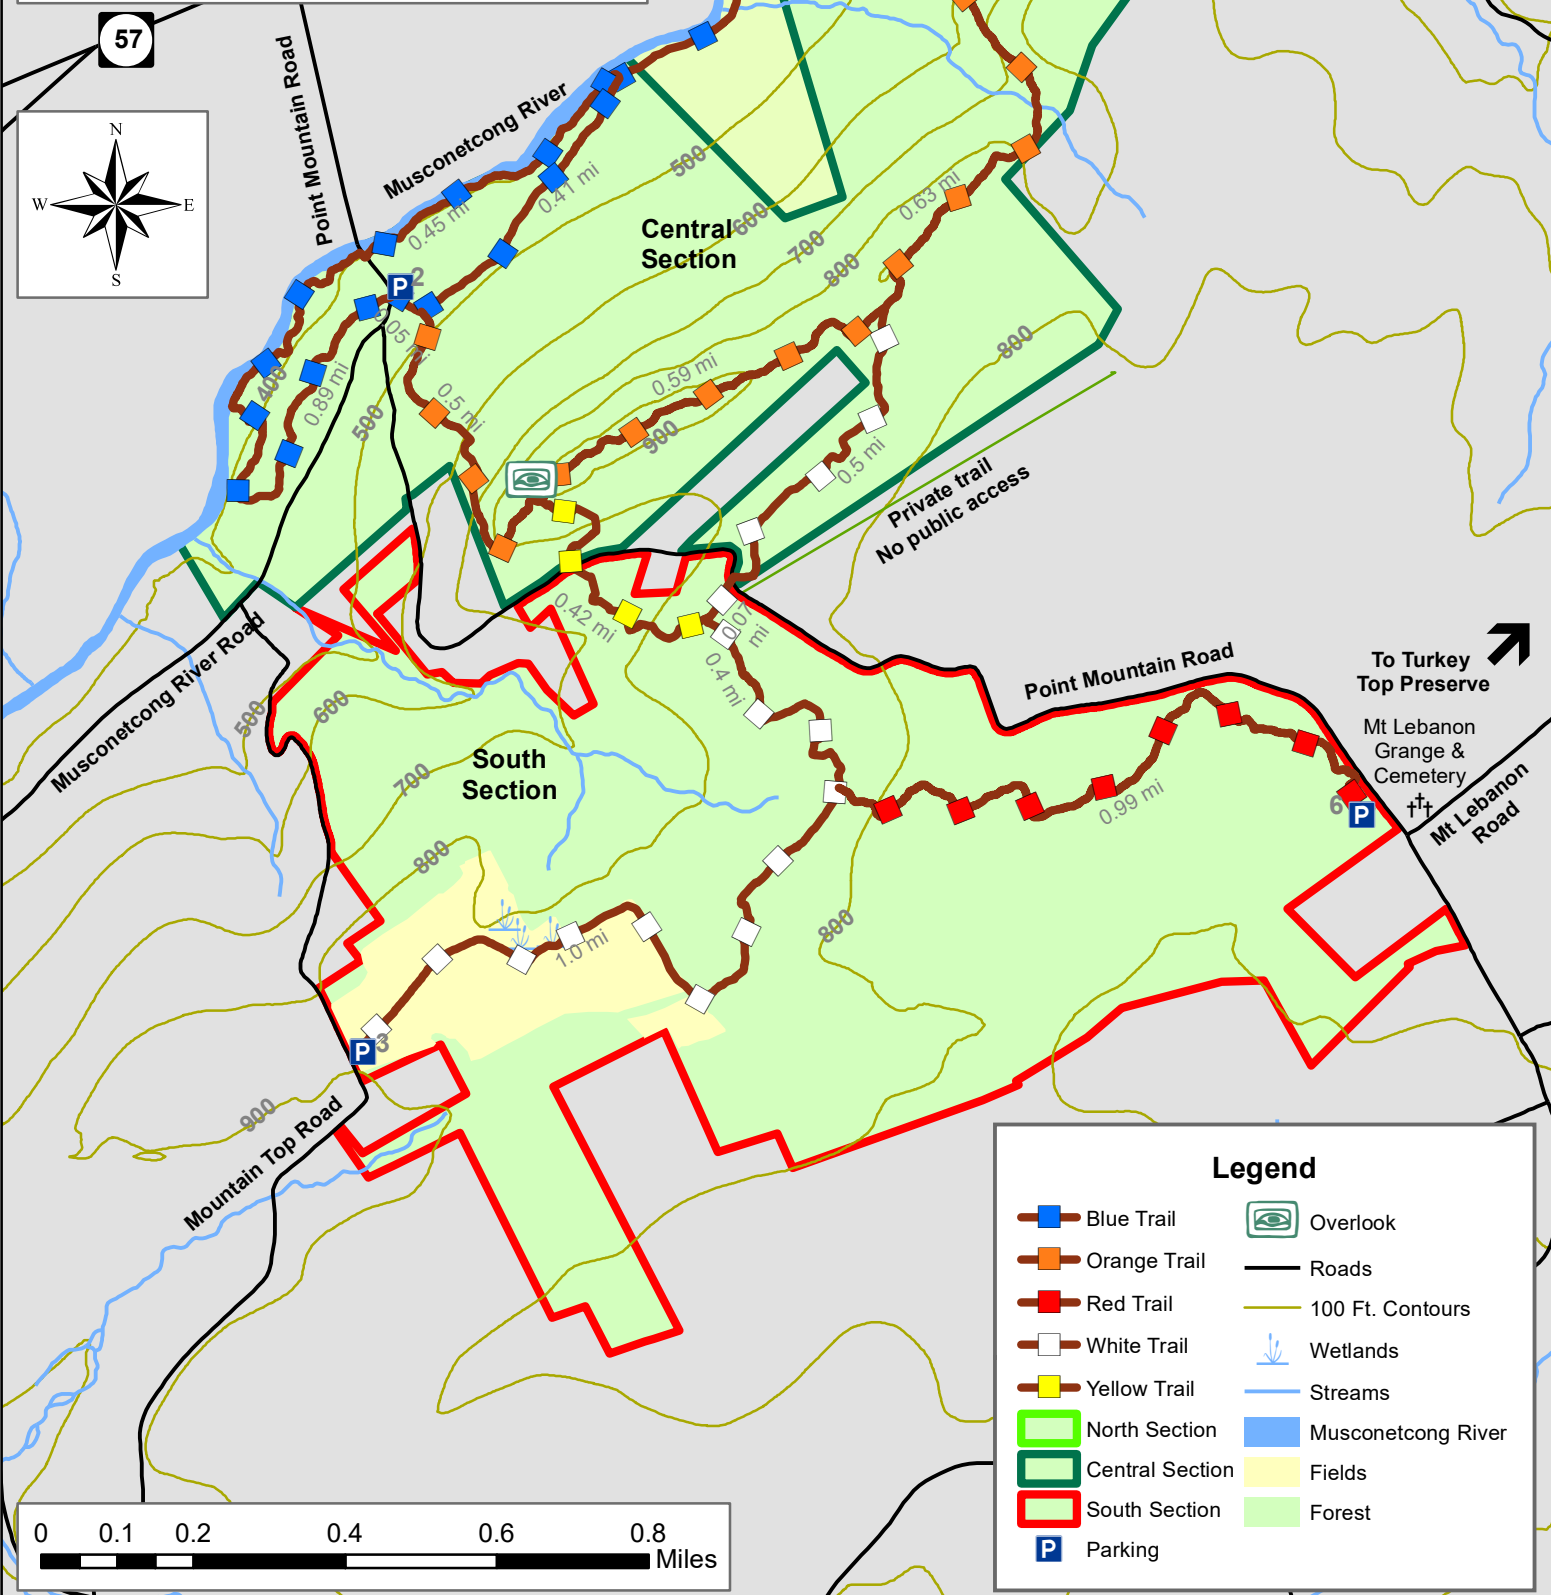 57
Point Mountain Road
Musconetcong River
N
W
E
S
0.45 mi
0.41 mi
500
600
700
800
0.63 mi
Central
Section
P
2
0.05 mi
400
0.89 mi
500
0.5 mi
0.59 mi
900
800
0.5 mi
Private trail
No public access
0.42 mi
0.07
mi
0.4 mi
Musconetcong River Road
500
600
700
800
South
Section
Point Mountain Road
To Turkey
Top Preserve
Mt Lebanon
Grange &
Cemetery
Mt Lebanon
Road
0.99 mi
6
P
800
1.0 mi
P
3
900
Mountain Top Road
Legend
Blue Trail
Orange Trail
Red Trail
White Trail
Yellow Trail
North Section
Central Section
South Section
P
Parking
Overlook
Roads
100 Ft. Contours
Wetlands
Streams
Musconetcong River
Fields
Forest
0
0.1
0.2
0.4
0.6
0.8
Miles